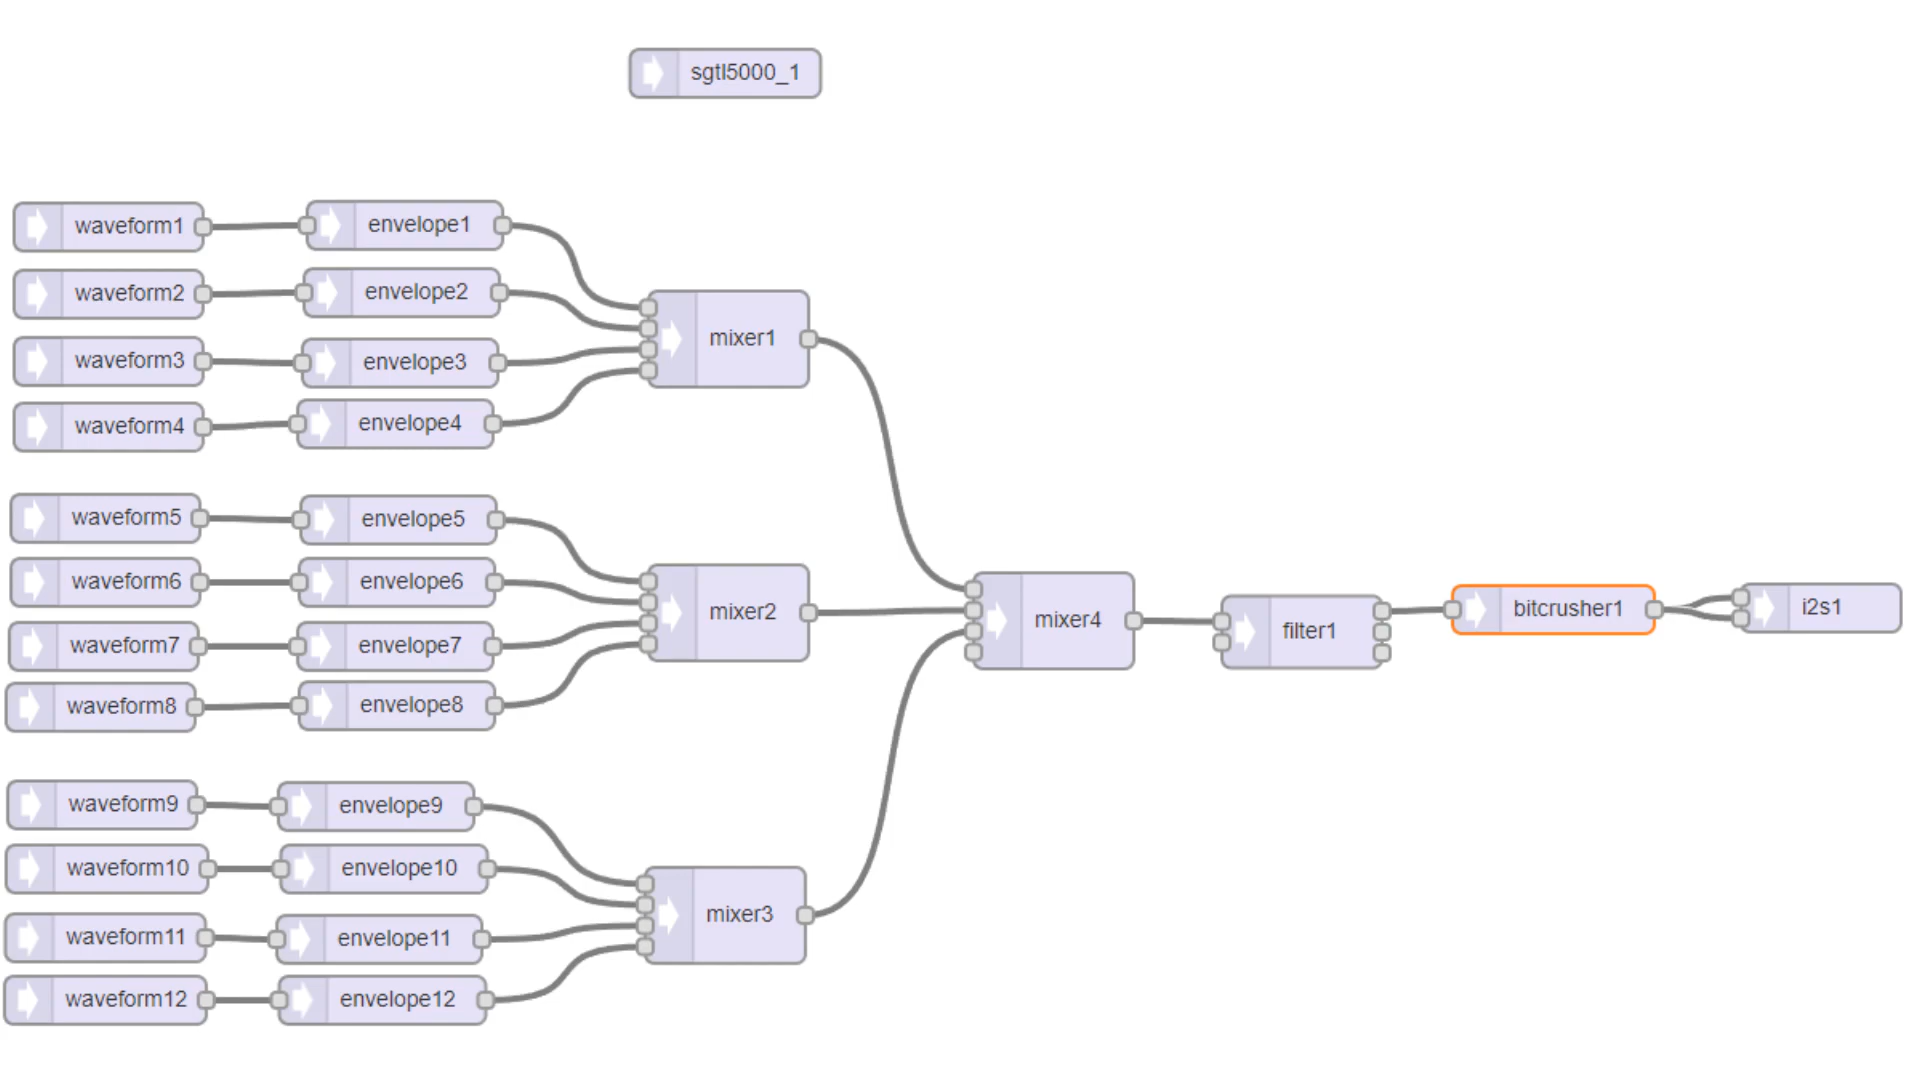 sgtl5000_1
waveform1
envelope1
waveform2
envelope2
mixer1
waveform3
envelope3
waveform4
envelope4
waveform5
envelope5
waveform6
envelope6
mixer2
mixer4
filter1
bitcrusher1
i2s1
waveform7
envelope7
waveform8
envelope8
waveform9
envelope9
waveform10
envelope10
mixer3
waveform11
envelope11
waveform12
envelope12